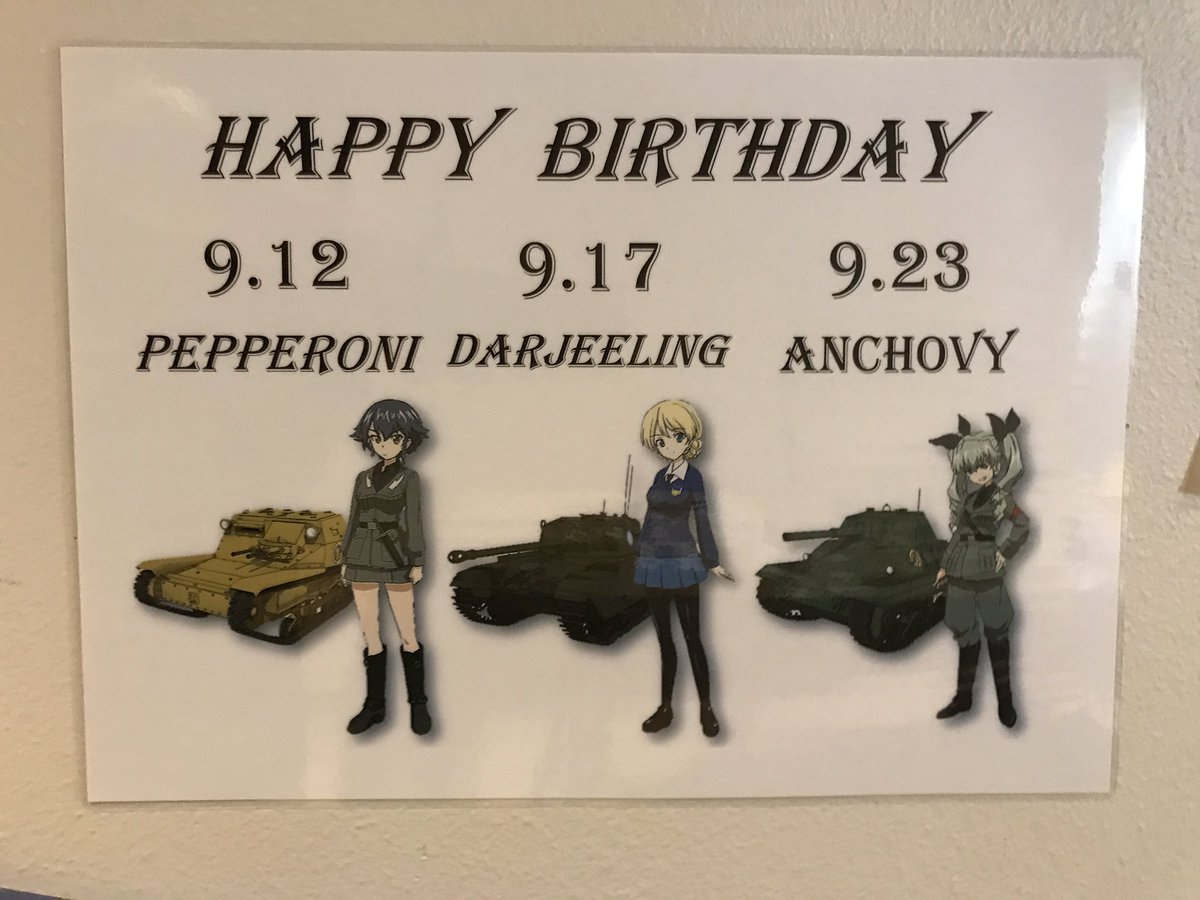 HAPPY BIRTHDAY
9.12 9.17 9.23
PEPPERONI DARJEELING ANCHOVY